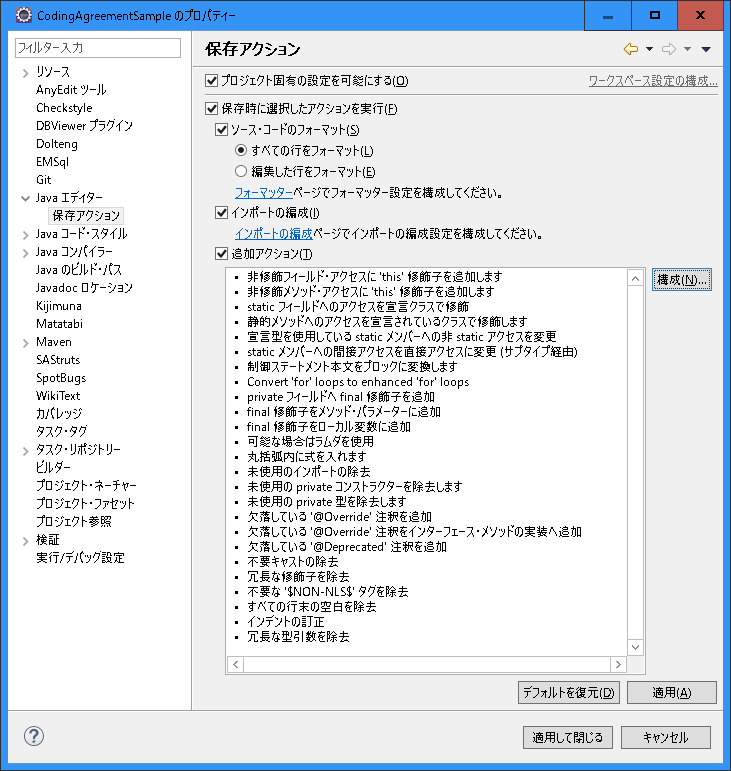 CodingAgreementSample のプロパティー
フィルター入力
リソース
AnyEdit ツール
Checkstyle
DBViewer プラグイン
Dolteng
EMSql
Git
Java エディター
保存アクション
Java コード・スタイル
Java コンパイラー
Java のビルド・パス
Javadoc ロケーション
Kijimuna
Matatabi
Maven
SAStruts
SpotBugs
WikiText
カバレッジ
タスク・タグ
タスク・リポジトリー
ビルダー
プロジェクト・ネーチャー
プロジェクト・ファセット
プロジェクト参照
検証
実行/デバッグ設定
保存アクション
プロジェクト固有の設定を可能にする(O)
ワークスペース設定の構成...
保存時に選択したアクションを実行(F)
ソース・コードのフォーマット(S)
すべての行をフォーマット(L)
編集した行をフォーマット(E)
フォーマッターページでフォーマッター設定を構成してください。
インポートの編成(I)
インポートの編成ページでインポートの編成設定を構成してください。
追加アクション(T)
構成(N)...
• 非修飾フィールド・アクセスに 'this' 修飾子を追加します
• 非修飾メソッド・アクセスに 'this' 修飾子を追加します
• static フィールドへのアクセスを宣言クラスで修飾
• 静的メソッドへのアクセスを宣言されているクラスで修飾します
• 宣言型を使用している static メンバーへの非 static アクセスを変更
• static メンバーへの間接アクセスを直接アクセスに変更 (サブタイプ経由)
• 制御ステートメント本文をブロックに変換します
• Convert 'for' loops to enhanced 'for' loops
• private フィールドへ final 修飾子を追加
• final 修飾子をメソッド・パラメーターに追加
• final 修飾子をローカル変数に追加
• 可能な場合はラムダを使用
• 丸括弧内に式を入れます
• 未使用のインポートの除去
• 未使用の private コンストラクターを除去します
• 未使用の private 型を除去します
• 欠落している '@Override' 注釈を追加
• 欠落している '@Override' 注釈をインターフェース・メソッドの実装へ追加
• 欠落している '@Deprecated' 注釈を追加
• 不要キャストの除去
• 冗長な修飾子を除去
• 不要な '$NON-NLS$' タグを除去
• すべての行末の空白を除去
• インデントの訂正
• 冗長な型引数を除去
デフォルトを復元(D)
適用(A)
適用して閉じる
キャンセル